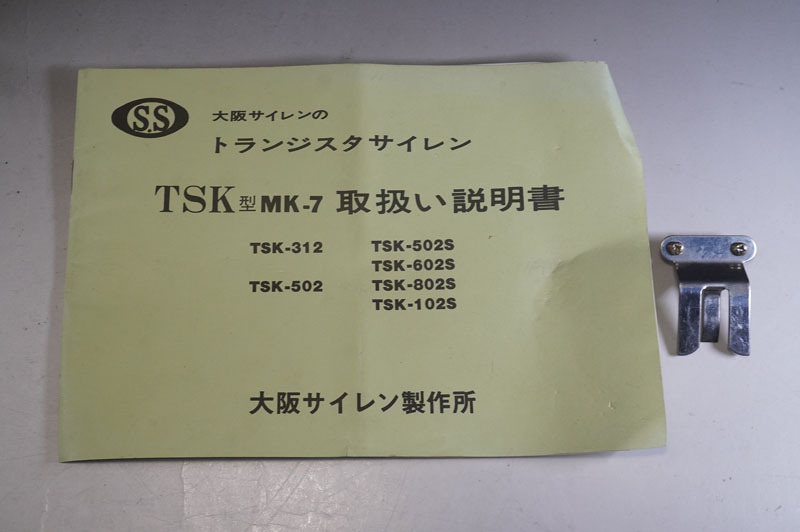 S.S
大阪サイレンの
トランジスタサイレン
TSK型MK-7 取扱い説明書
TSK-312 TSK-502S
TSK-602S
TSK-502 TSK-802S
TSK-102S
大阪サイレン製作所